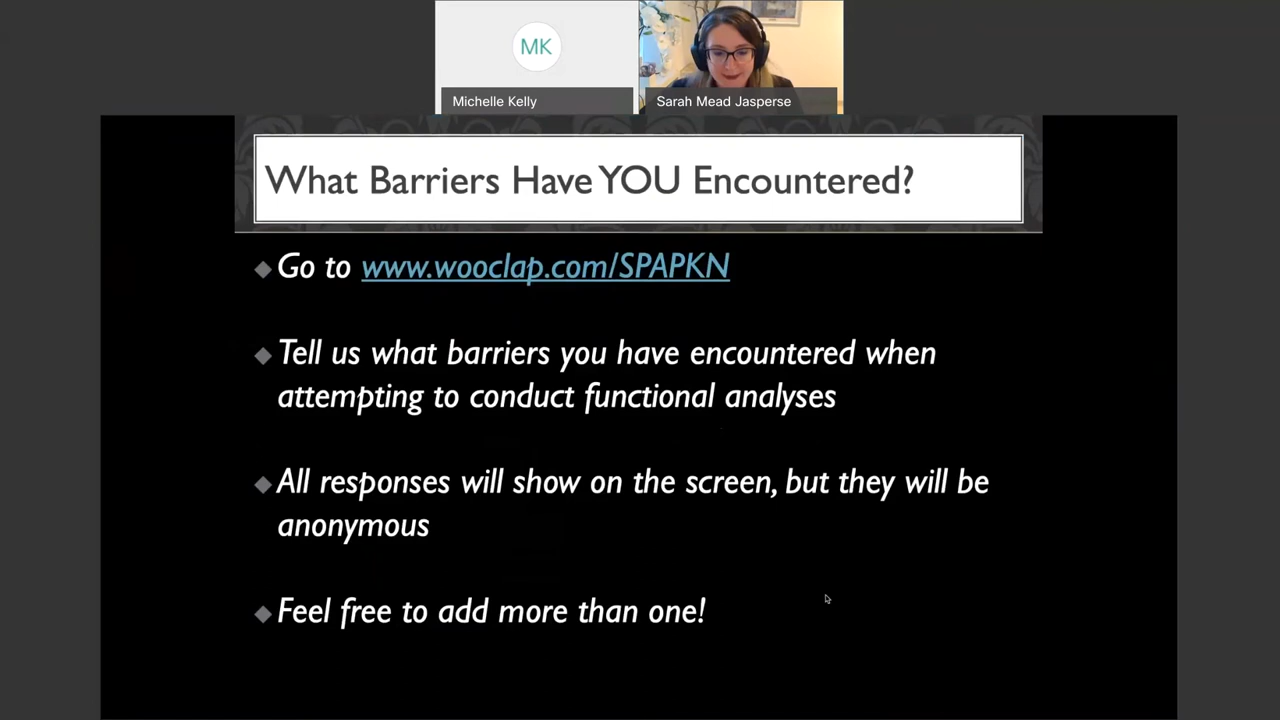 MK
Michelle Kelly
Sarah Mead Jasperse
What Barriers Have YOU Encountered?
Go to www.wooclap.com/SPAPKN
Tell us what barriers you have encountered when
attempting to conduct functional analyses
All responses will show on the screen, but they will be
anonymous
Feel free to add more than one!